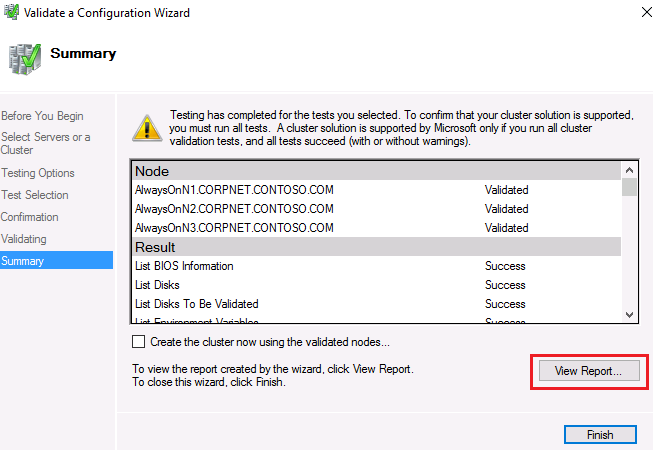 Validate a Configuration Wizard
Summary
Before You Begin
Select Servers or a
Cluster
Testing Options
Test Selection
Confirmation
Validating
Summary
Testing has completed for the tests you selected. To confirm that your cluster solution is supported,
you must run all tests.  A cluster solution is supported by Microsoft only if you run all cluster
validation tests, and all tests succeed (with or without warnings).
Node
AlwaysOnN1.CORPNET.CONTOSO.COM Validated
AlwaysOnN2.CORPNET.CONTOSO.COM Validated
AlwaysOnN3.CORPNET.CONTOSO.COM Validated
Result
List BIOS Information Success
List Disks Success
List Disks To Be Validated Success
List Environment Variables Success
Create the cluster now using the validated nodes...
To view the report created by the wizard, click View Report.
To close this wizard, click Finish.
View Report...
Finish